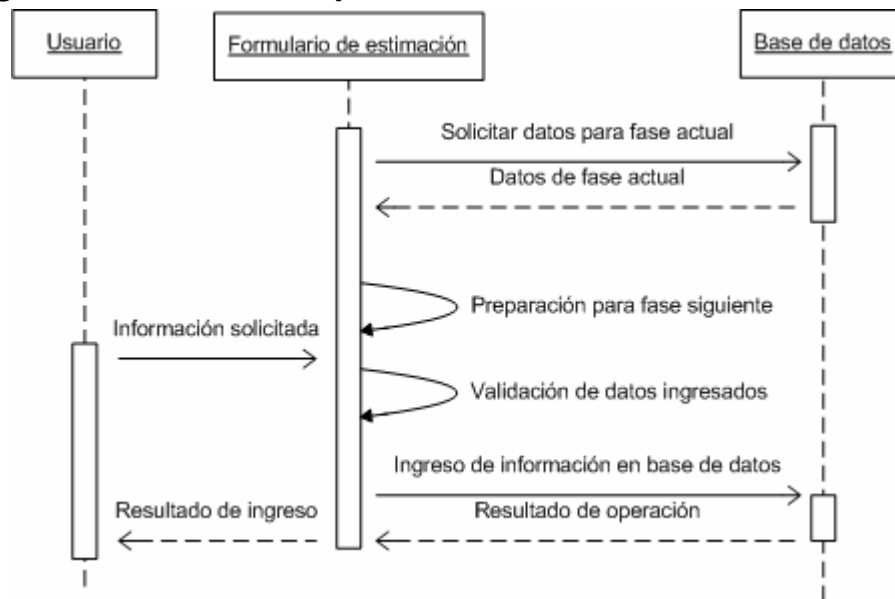 Usuario
Formulario de estimación
Base de datos
Solicitar datos para fase actual
Datos de fase actual
Preparación para fase siguiente
Información solicitada
Validación de datos ingresados
Ingreso de información en base de datos
Resultado de ingreso
Resultado de operación